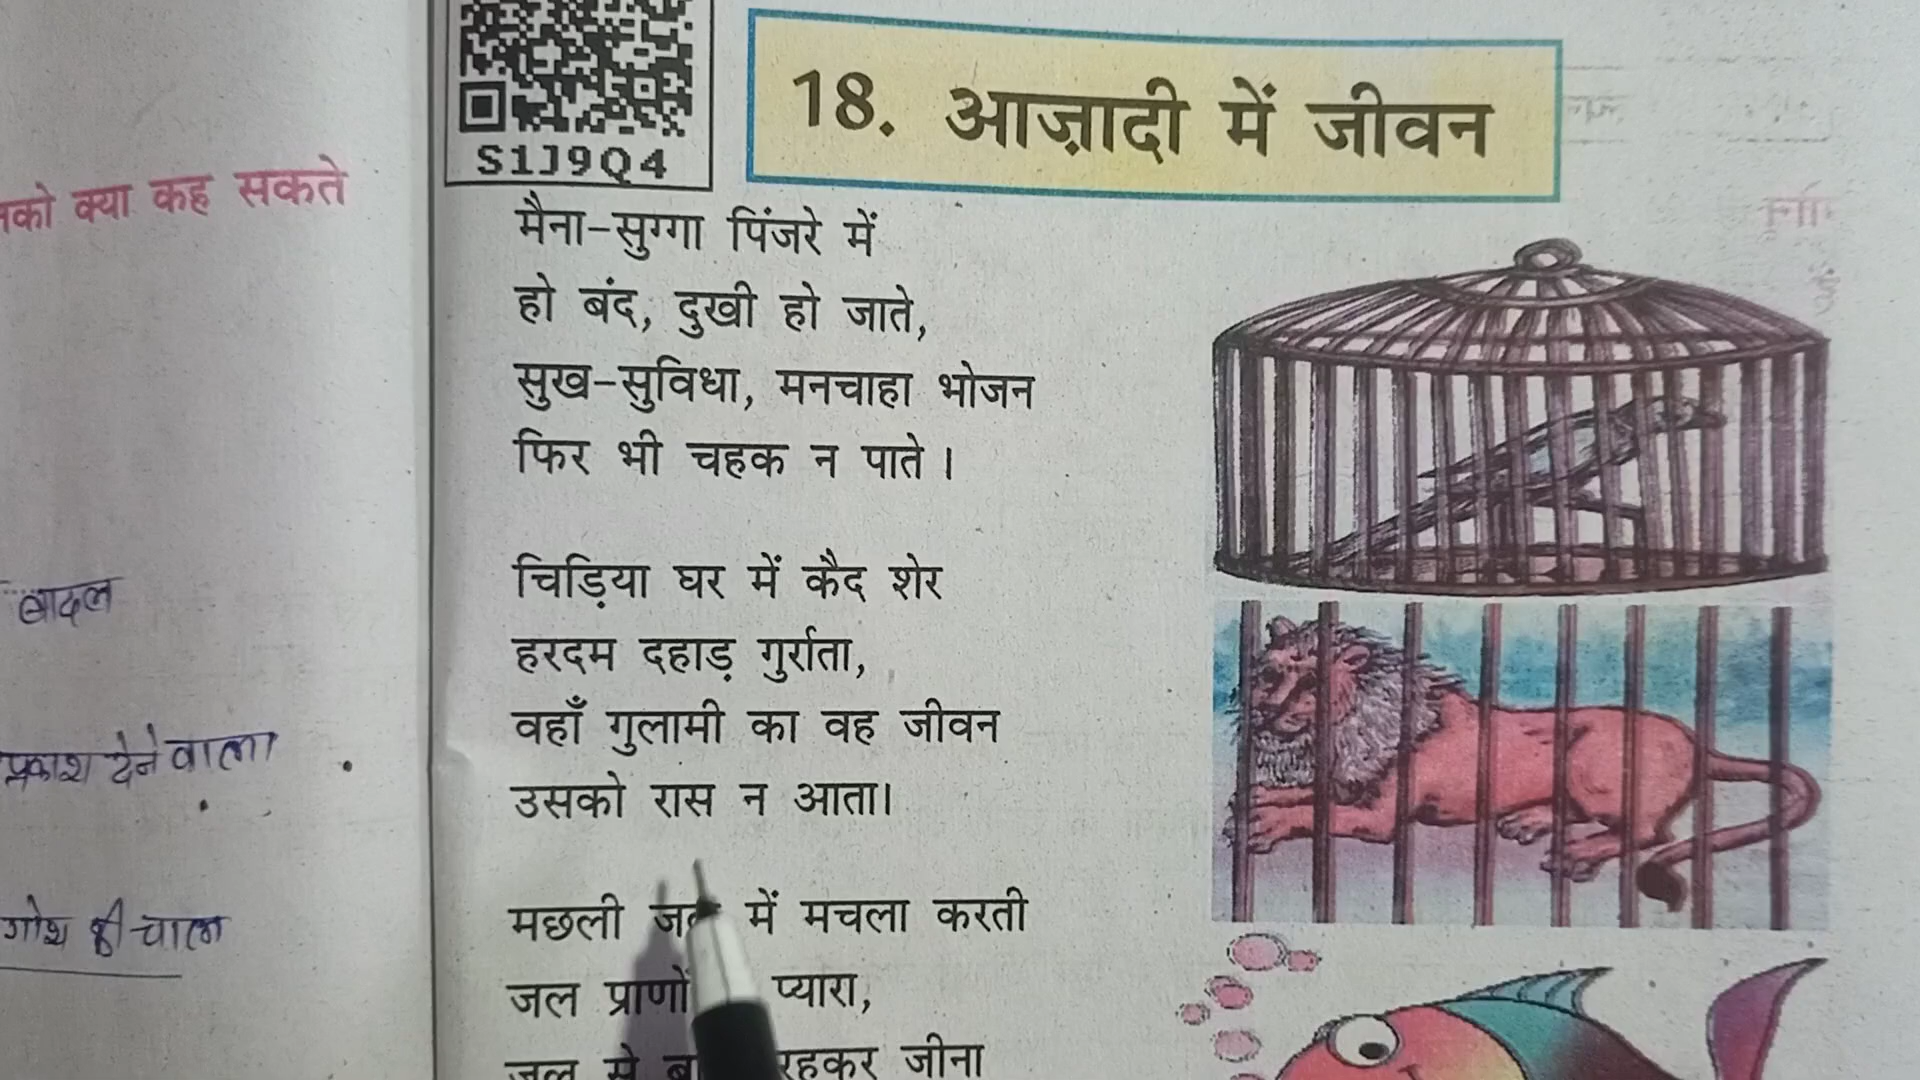 S1J9Q4
18. आज़ादी में जीवन
क्या कह सकते
बादल
प्रकाश देने वाला
चाल
मैना-सुग्गा पिंजरे में
हो बंद, दुखी हो जाते,
सुख-सुविधा, मनचाहा भोजन
फिर भी चहक न पाते।
चिड़िया घर में कैद शेर
हरदम दहाड़ गुर्राता,
वहाँ गुलामी का वह जीवन
उसको रास न आता।
मछली में मचला करती
जल प्राणों प्यारा,
जल से रहकर जीना